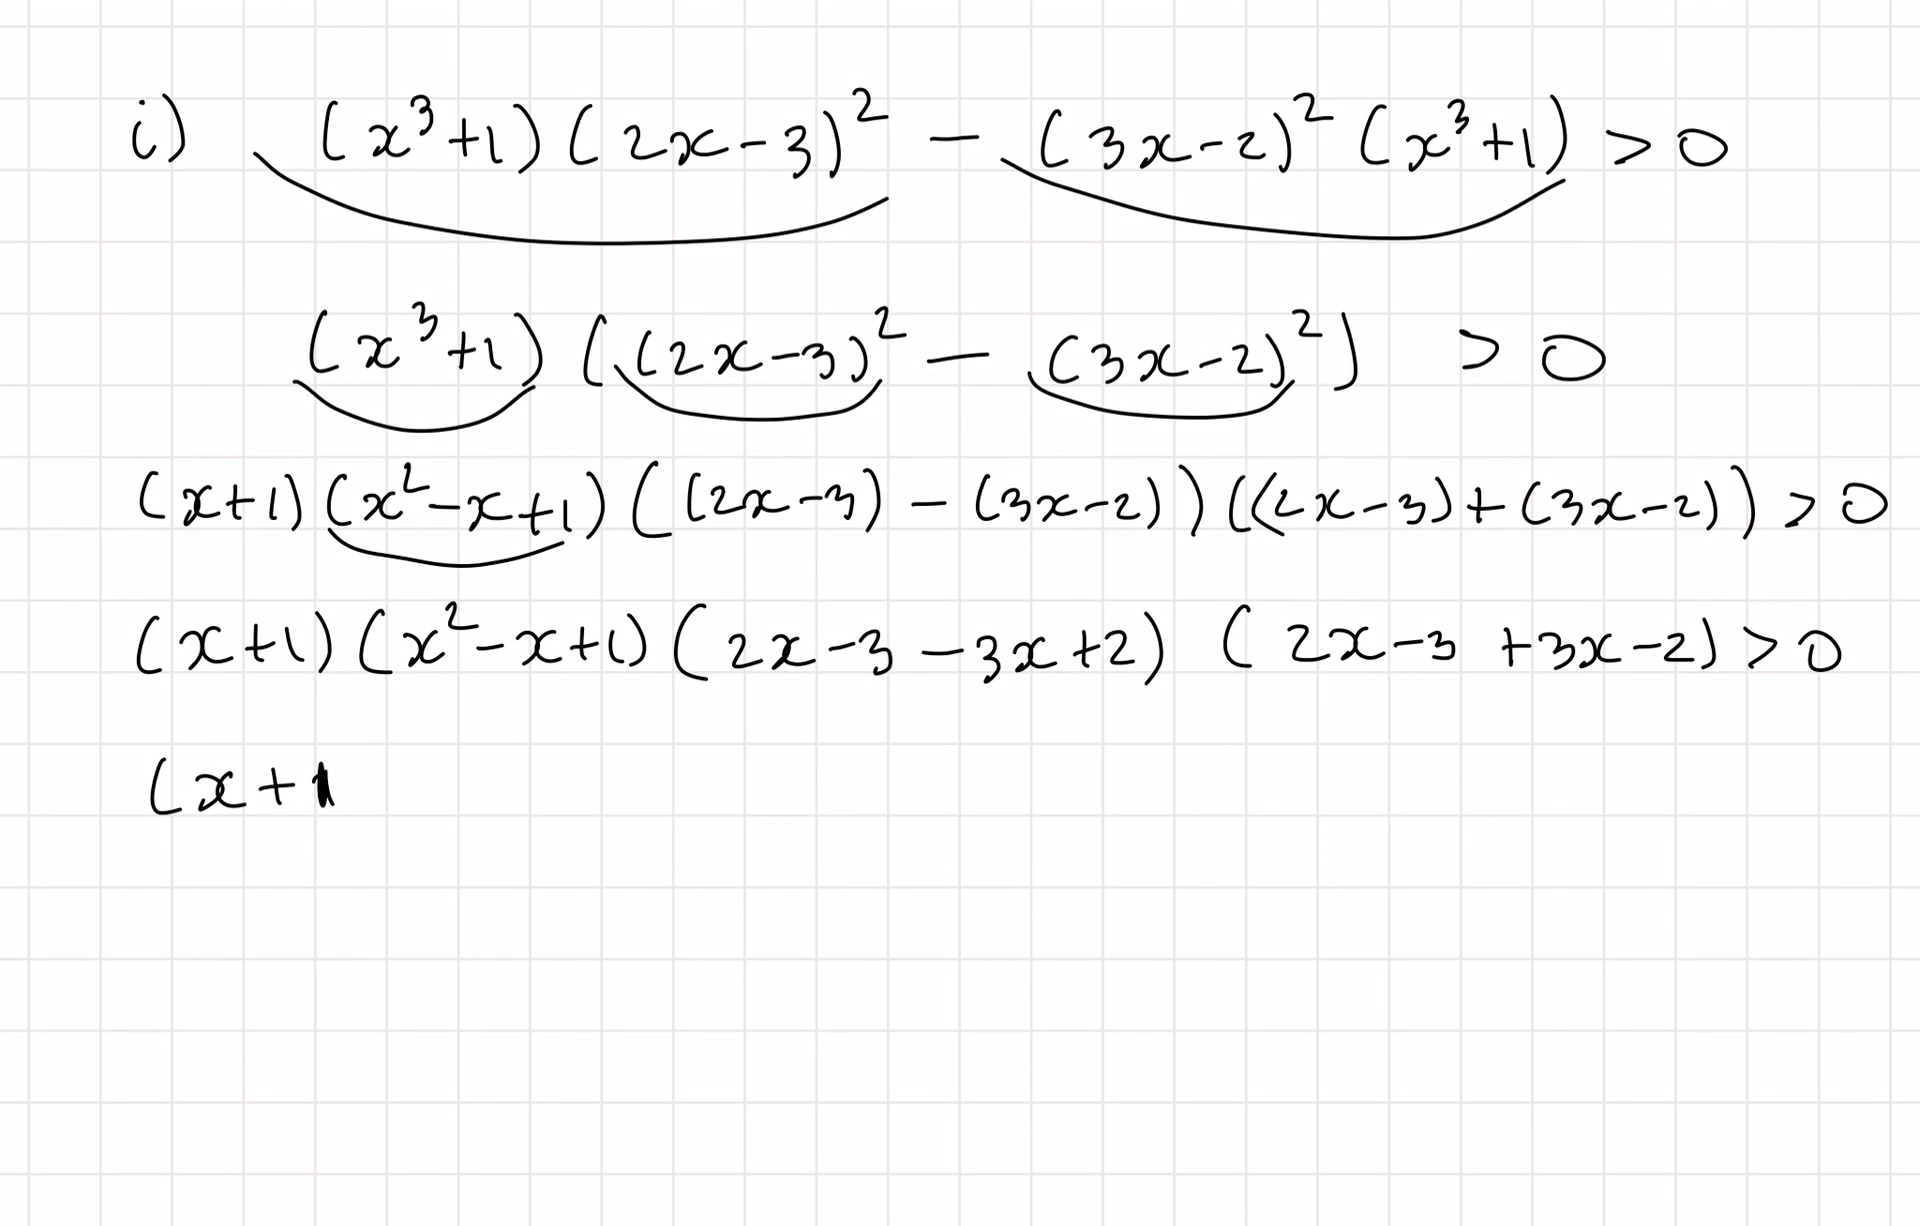 i) (x³+1)(2x-3)² - (3x-2)²(x³+1) > 0
(x³+1)((2x-3)² - (3x-2)²) > 0
(x+1)(x²-x+1)((2x-3) - (3x-2))((2x-3)+(3x-2)) > 0
(x+1)(x²-x+1)(2x-3-3x+2) (2x-3+3x-2) > 0
(x+1